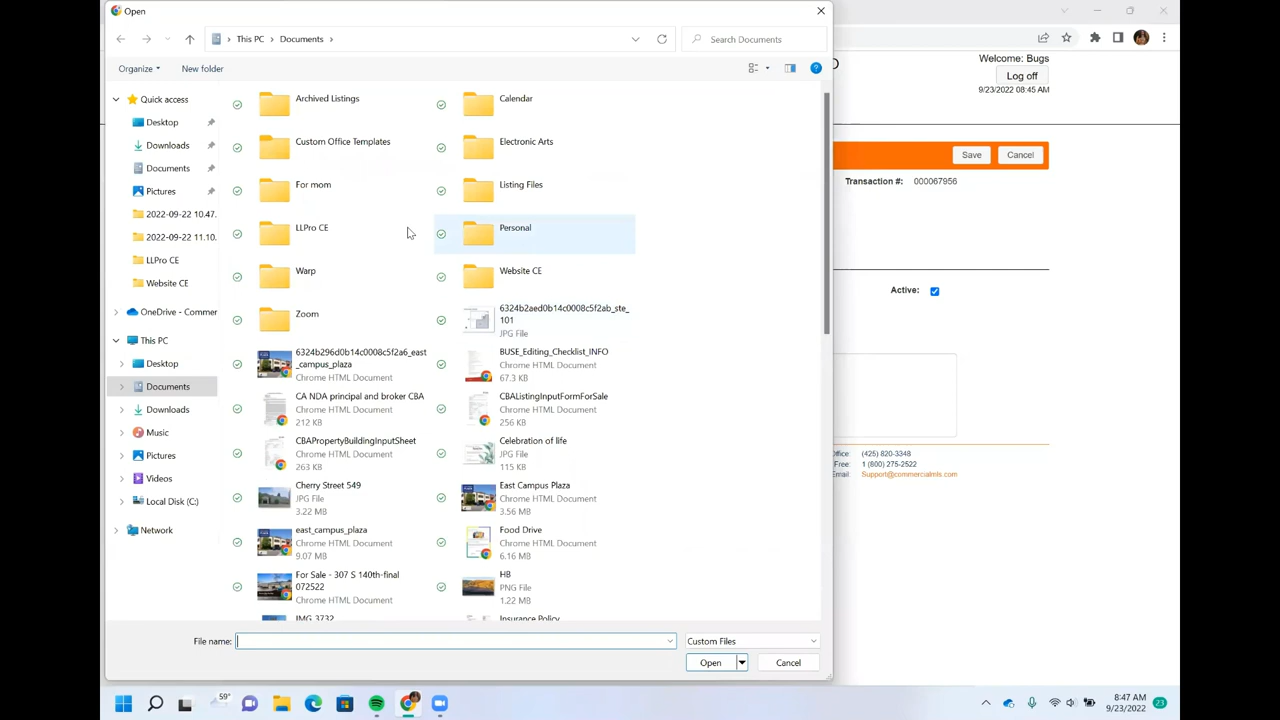 Open
This PC > Documents >
Search Documents
Welcome: Bugs
Log off
9/23/2022 08:45 AM
Organize
New folder
Save
Cancel
Transaction #: 000067956
Active:
Office: (425) 820-3348
Free: 1 (800) 275-2522
Email: Support@commercialmls.com
Quick access
Desktop
Downloads
Documents
Pictures
2022-09-22 10.47.
2022-09-22 11.10.
LLPro CE
Website CE
OneDrive - Commer
This PC
Desktop
Documents
Downloads
Music
Pictures
Videos
Local Disk (C:)
Network
Archived Listings
Calendar
Custom Office Templates
Electronic Arts
For mom
Listing Files
LLPro CE
Personal
Warp
Website CE
Zoom
6324b2aed0b14c0008c5f2ab_ste_
101
JPG File
6324b296d0b14c0008c5f2a6_east
_campus_plaza
Chrome HTML Document
BUSE_Editing_Checklist_INFO
Chrome HTML Document
67.3 KB
CA NDA principal and broker CBA
Chrome HTML Document
212 KB
CBAListingInputFormForSale
Chrome HTML Document
256 KB
CBAPropertyBuildingInputSheet
Chrome HTML Document
263 KB
Celebration of life
JPG File
115 KB
Cherry Street 549
JPG File
3.22 MB
East Campus Plaza
Chrome HTML Document
3.56 MB
east_campus_plaza
Chrome HTML Document
9.07 MB
Food Drive
Chrome HTML Document
6.16 MB
For Sale - 307 S 140th-final
072522
Chrome HTML Document
HB
PNG File
1.22 MB
IMG 3732
Insurance Policy
File name:
Custom Files
Open
Cancel
59°
8:47 AM
9/23/2022
23